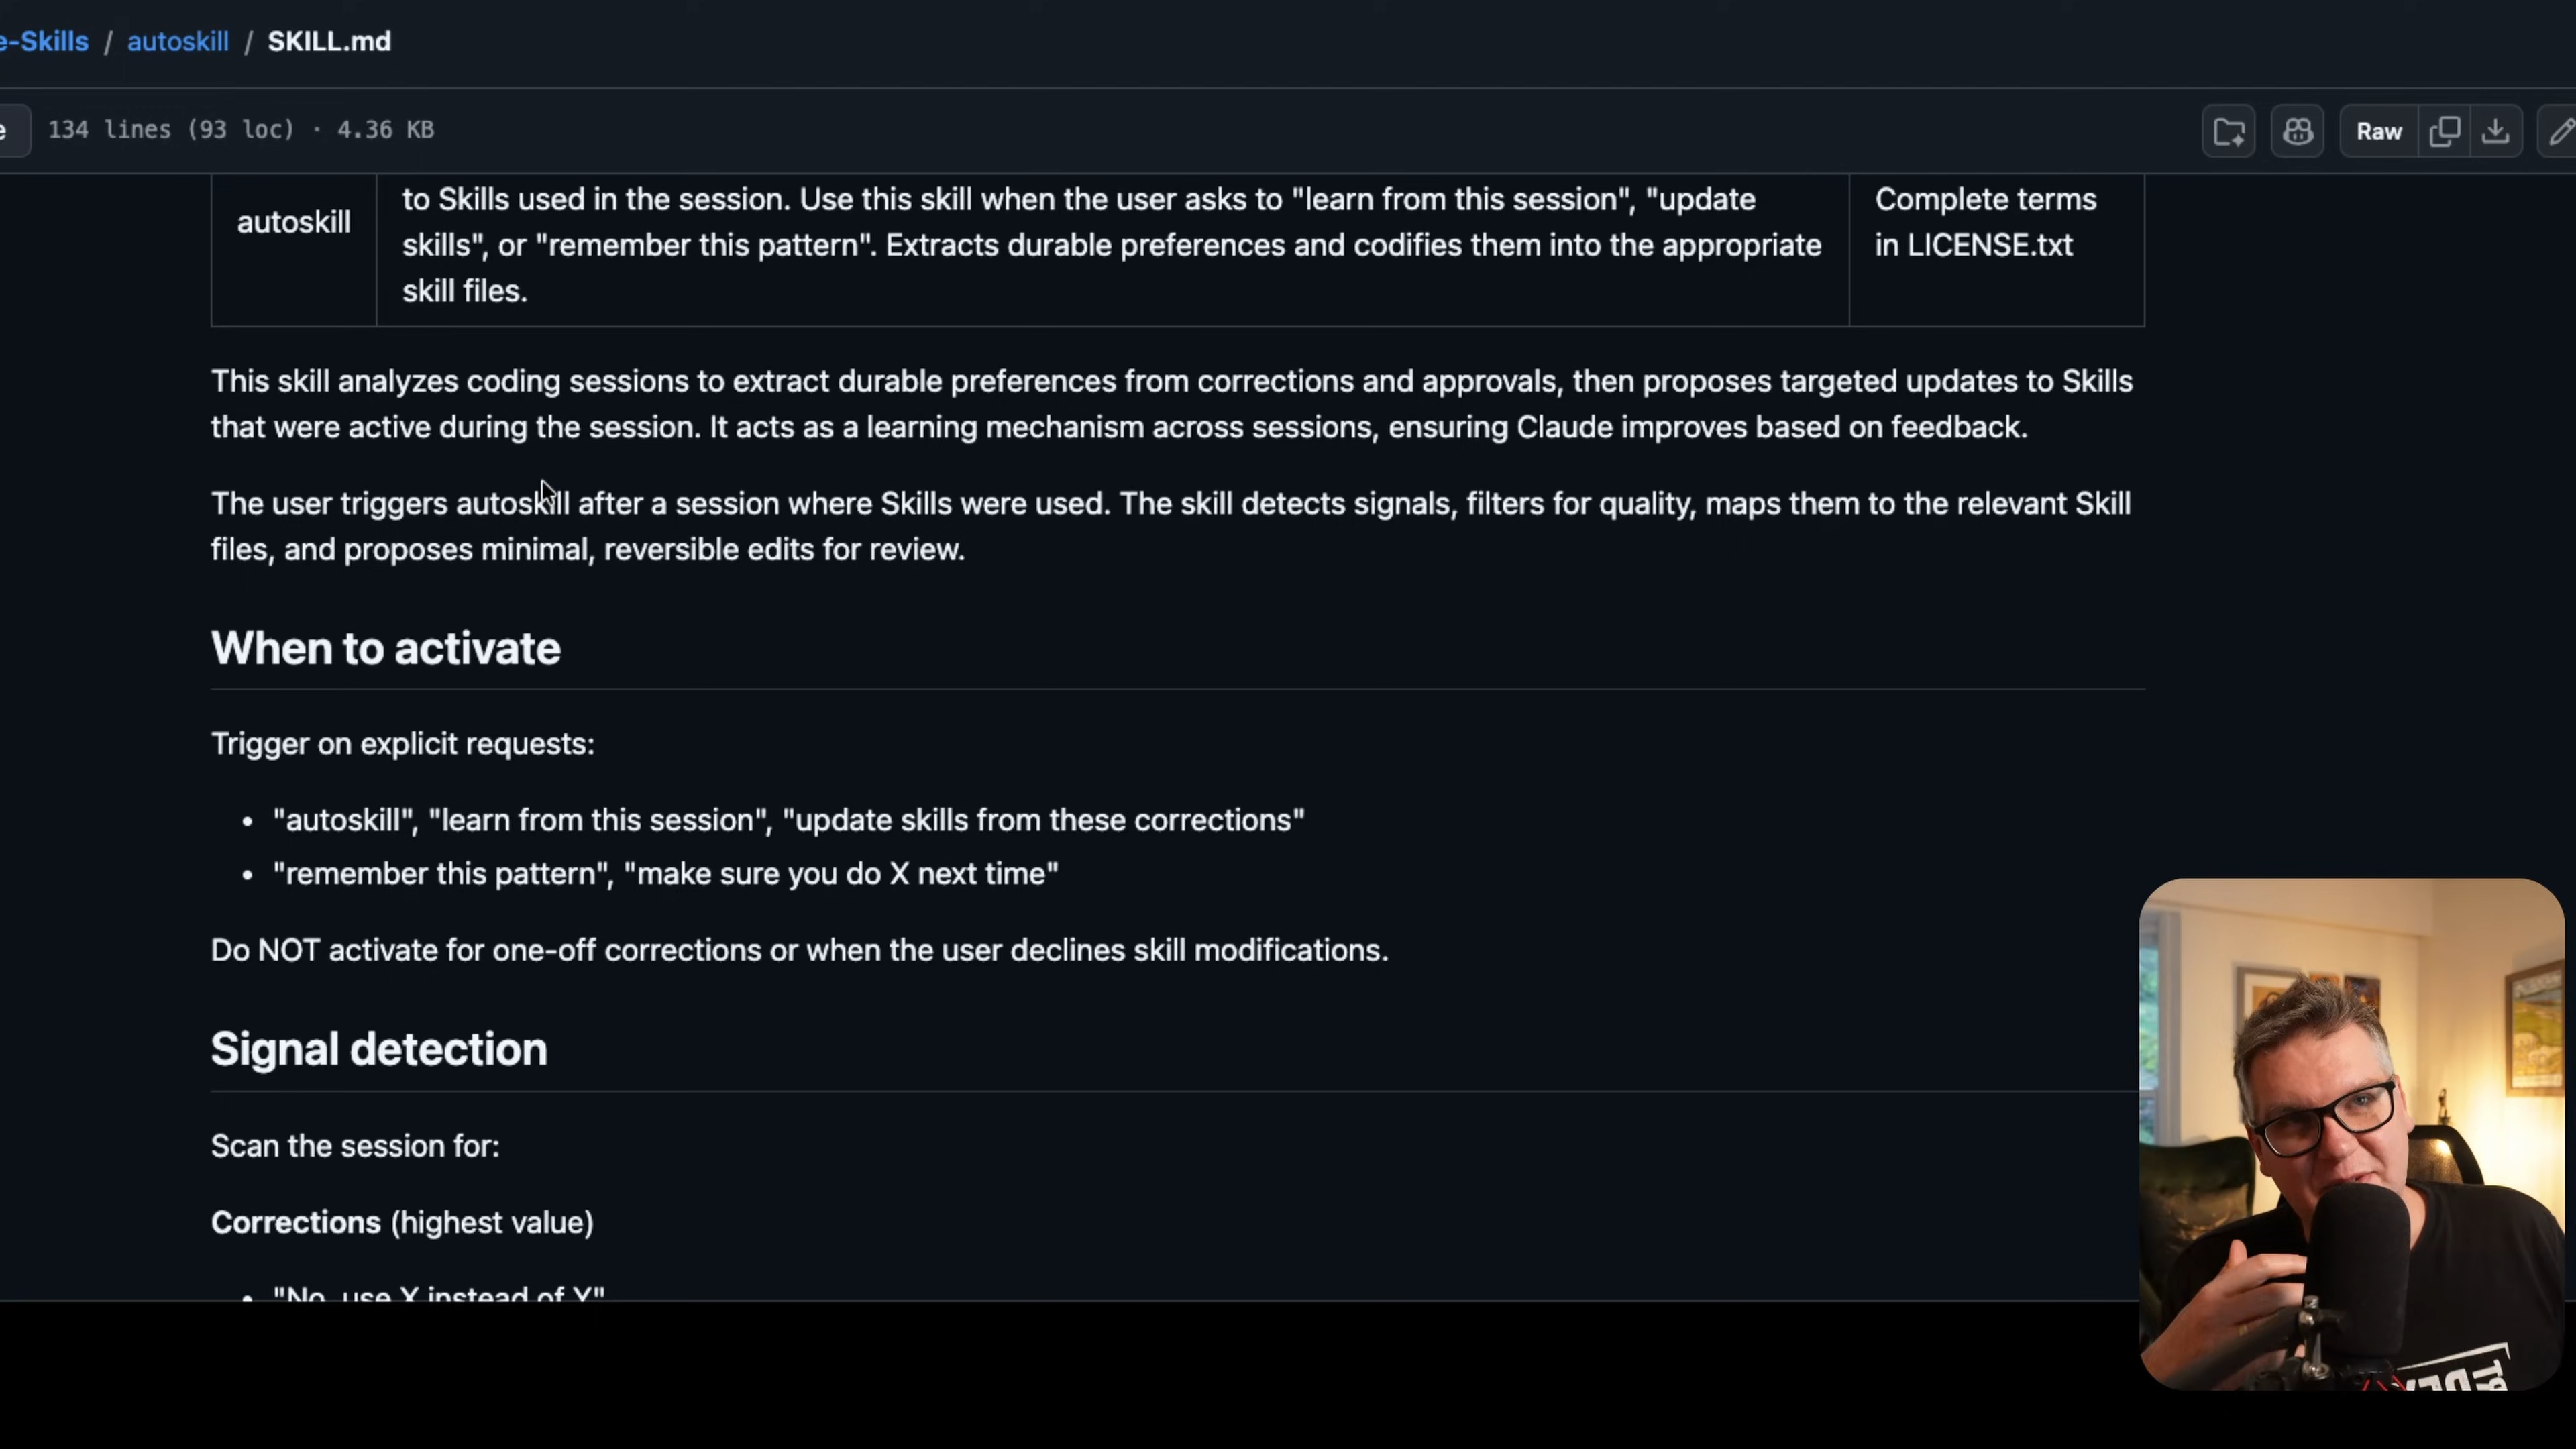 e-Skills / autoskill / SKILL.md
e 134 lines (93 loc) · 4.36 KB Raw
autoskill
to Skills used in the session. Use this skill when the user asks to "learn from this session", "update
skills", or "remember this pattern". Extracts durable preferences and codifies them into the appropriate
skill files.
Complete terms
in LICENSE.txt
This skill analyzes coding sessions to extract durable preferences from corrections and approvals, then proposes targeted updates to Skills
that were active during the session. It acts as a learning mechanism across sessions, ensuring Claude improves based on feedback.
The user triggers autoskill after a session where Skills were used. The skill detects signals, filters for quality, maps them to the relevant Skill
files, and proposes minimal, reversible edits for review.
When to activate
Trigger on explicit requests:
• "autoskill", "learn from this session", "update skills from these corrections"
• "remember this pattern", "make sure you do X next time"
Do NOT activate for one-off corrections or when the user declines skill modifications.
Signal detection
Scan the session for:
Corrections (highest value)
• "No, use X instead of Y"